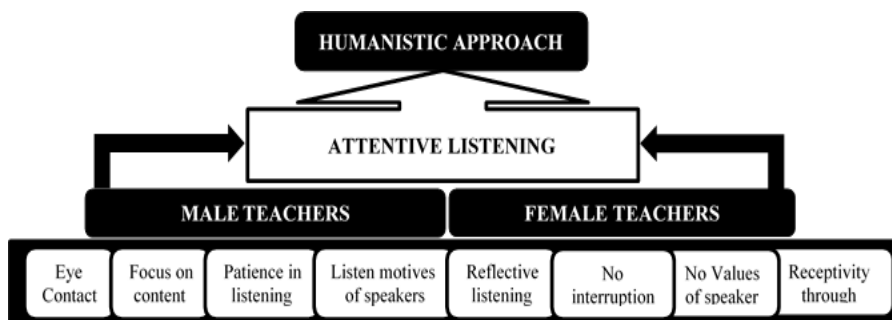 HUMANISTIC APPROACH
ATTENTIVE LISTENING
MALE TEACHERS
FEMALE TEACHERS
Eye
Contact
Focus on
content
Patience in
listening
Listen motives
of speakers
Reflective
listening
No
interruption
No Values
of speaker
Receptivity
through